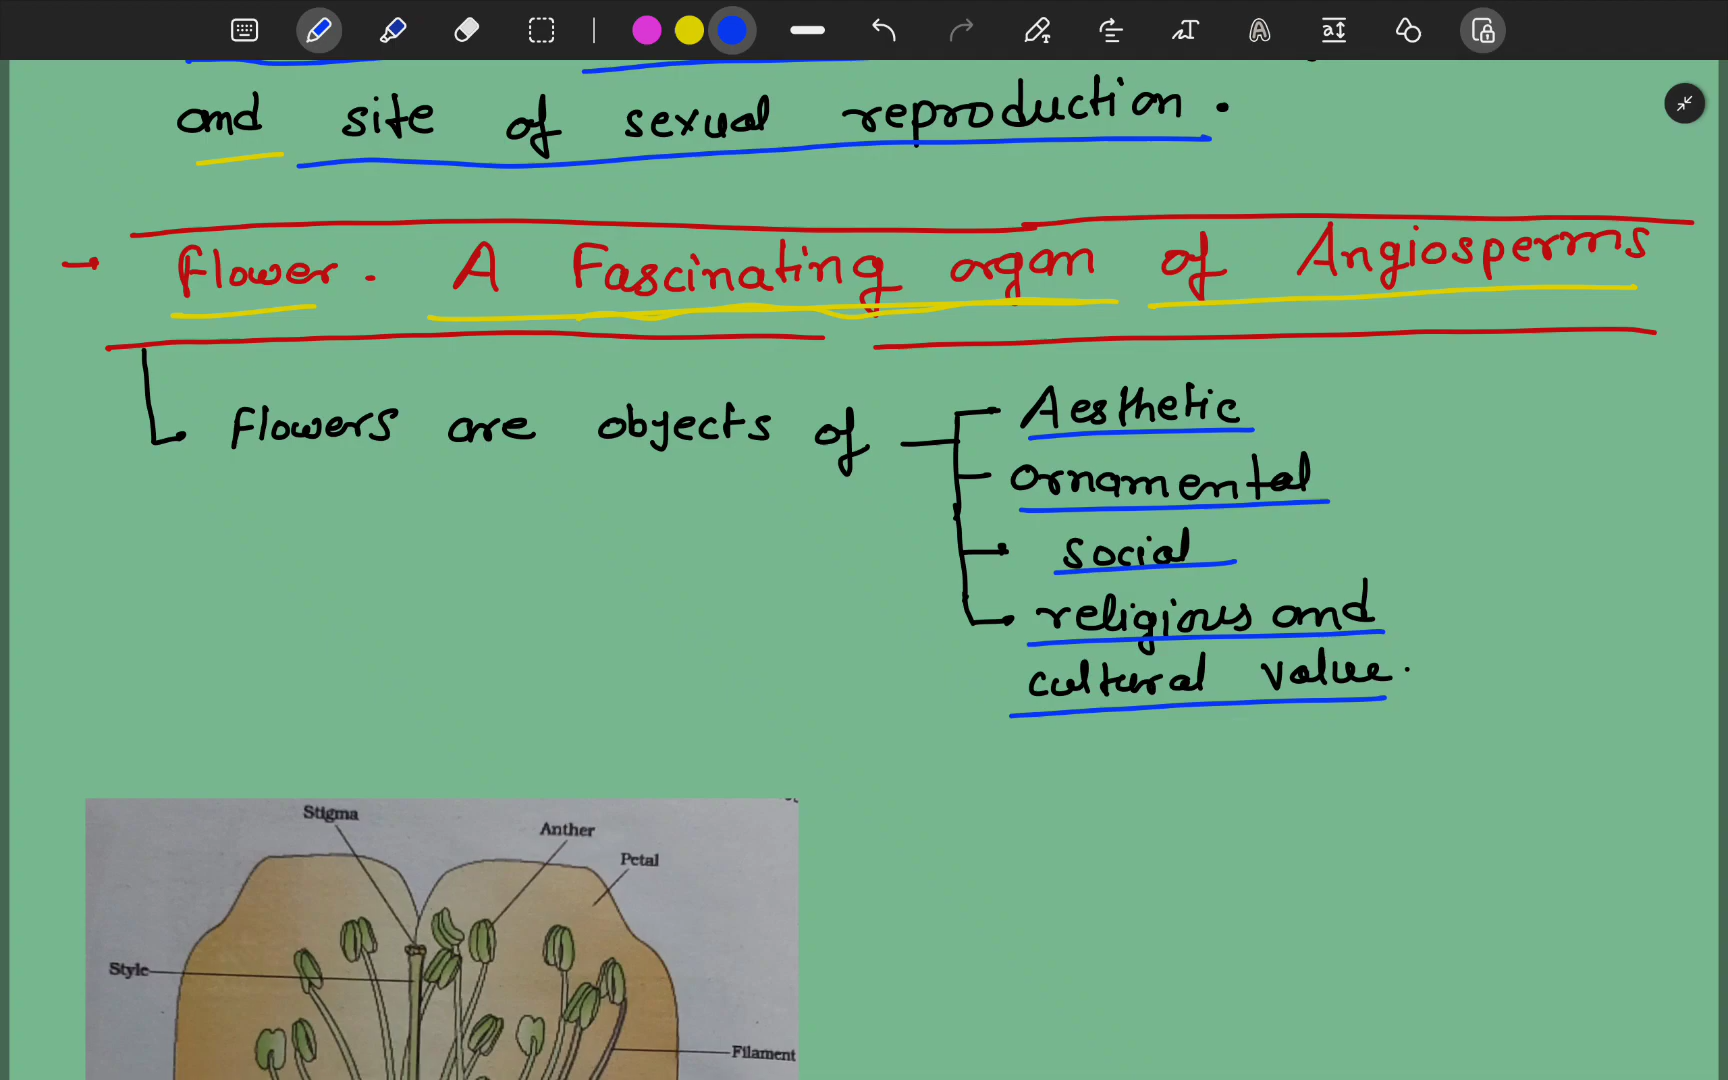 and site of sexual reproduction.
→ Flower. A Fascinating organ of Angiosperms
Flowers are objects of
Aesthetic
ornamental
social
religious and
cultural value.
Stigma
Anther
Petal
Style
Filament